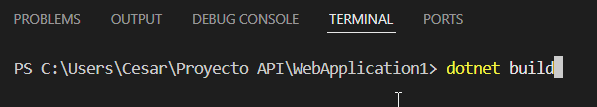 PROBLEMS OUTPUT DEBUG CONSOLE TERMINAL PORTS
PS C:\Users\Cesar\Proyecto API\WebApplication1> dotnet build